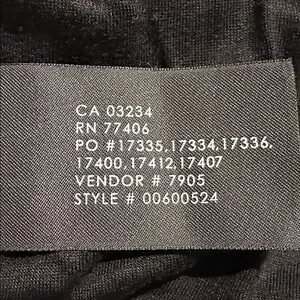 CA 03234
RN 77406
PO #17335,17334,17336,
17400,17412,17407
VENDOR # 7905
STYLE # 00600524